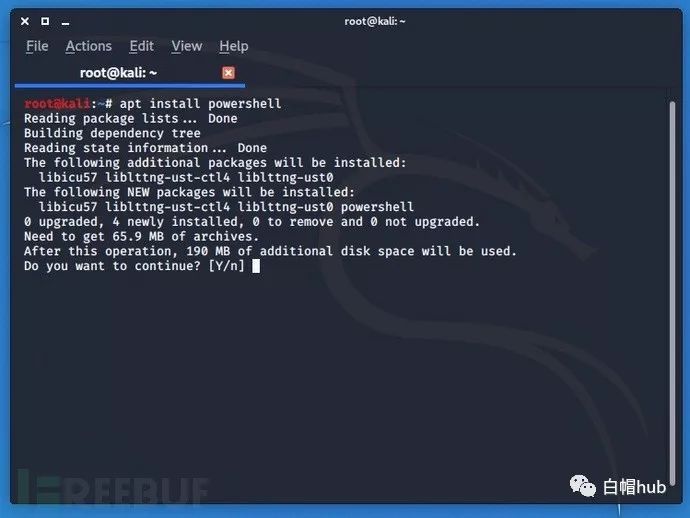 root@kali: ~
File Actions Edit View Help
root@kali: ~
root@kali:~# apt install powershell
Reading package lists... Done
Building dependency tree
Reading state information... Done
The following additional packages will be installed:
  libicu57 liblttng-ust-ctl4 liblttng-ust0
The following NEW packages will be installed:
  libicu57 liblttng-ust-ctl4 liblttng-ust0 powershell
0 upgraded, 4 newly installed, 0 to remove and 0 not upgraded.
Need to get 65.9 MB of archives.
After this operation, 190 MB of additional disk space will be used.
Do you want to continue? [Y/n]
REEBUF
白帽hub